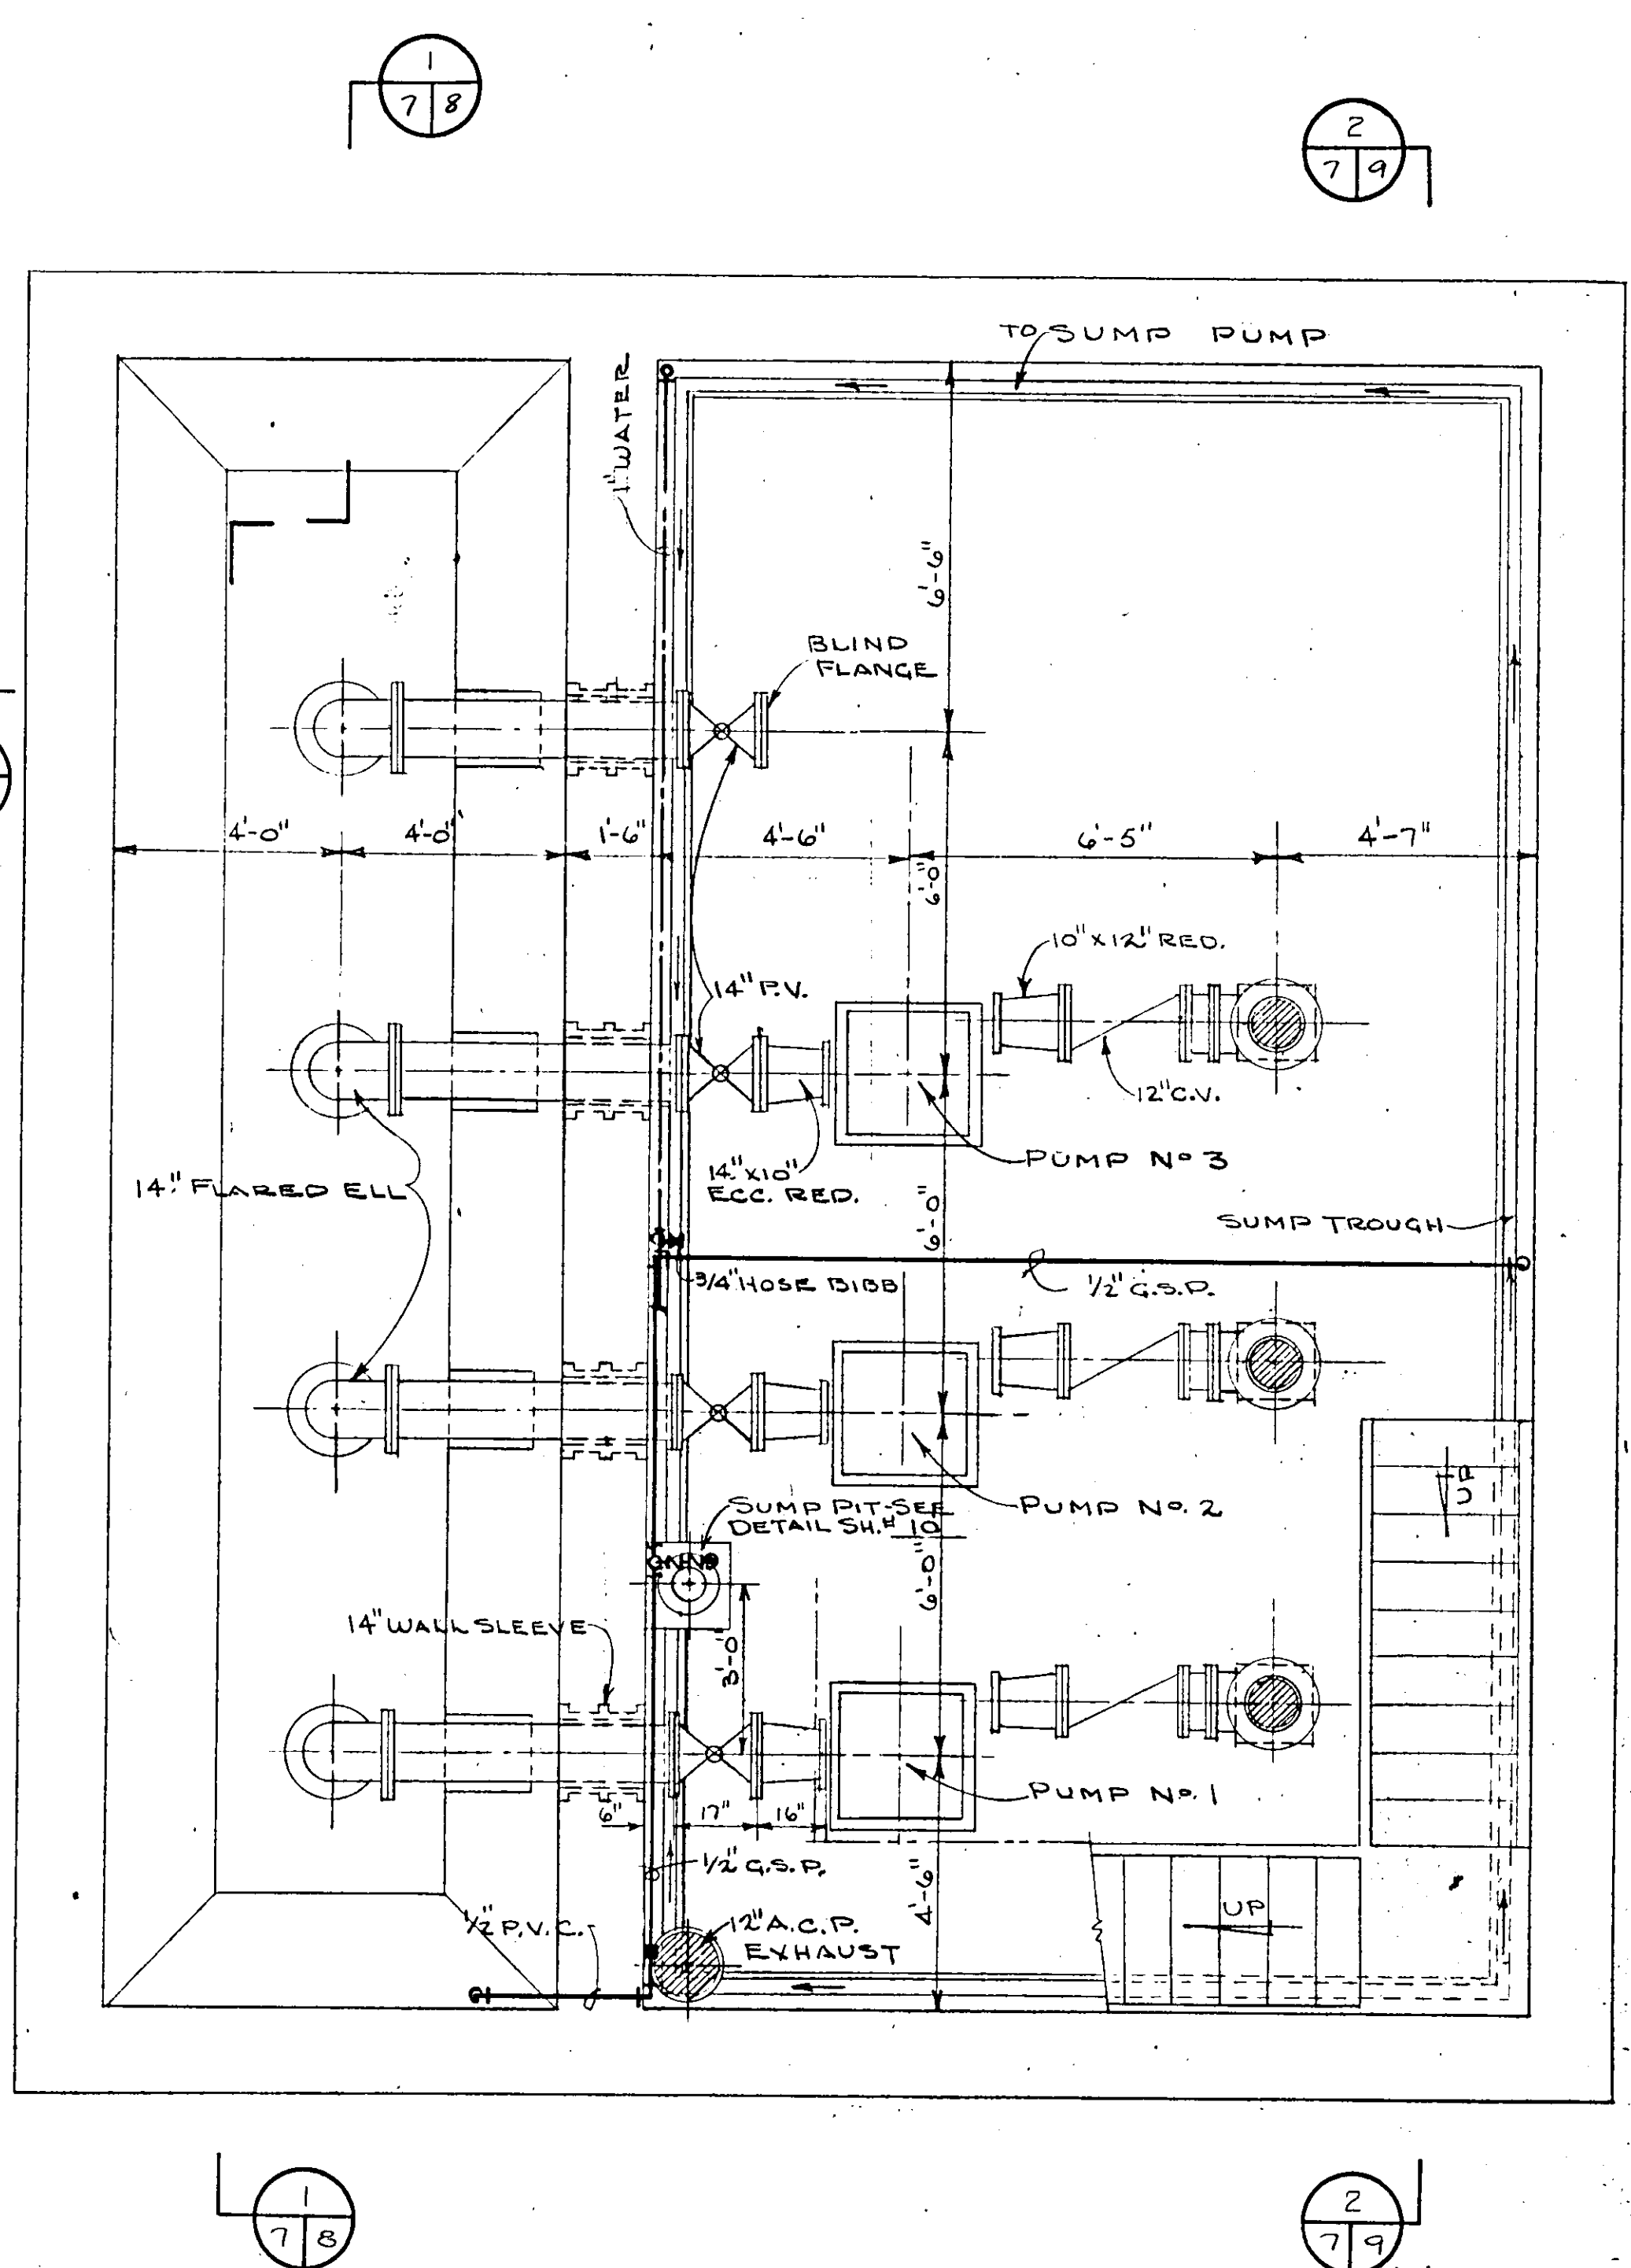 1
7 8
2
7 9
TO SUMP PUMP
1" WATER
6'-6"
BLIND
FLANGE
4'-0"
4'-0"
1'-6"
4'-6"
6'-5"
4'-7"
6'-0"
10" X 12" RED.
14" P.V.
12" C.V.
PUMP No 3
14" X 10"
ECC. RED.
14" FLARED ELL
6'-0"
SUMP TROUGH
3/4" HOSE BIBB
1/2" G.S.P.
UP
SUMP PIT-SEE
DETAIL SH.# 10
PUMP No. 2
6'-0"
14" WALL SLEEVE
3'-0"
PUMP No. 1
6"
17"
16"
1/2" G.S.P.
4'-6"
UP
1/2" P.V.C.
12" A.C.P.
EXHAUST
1
7 8
2
7 9